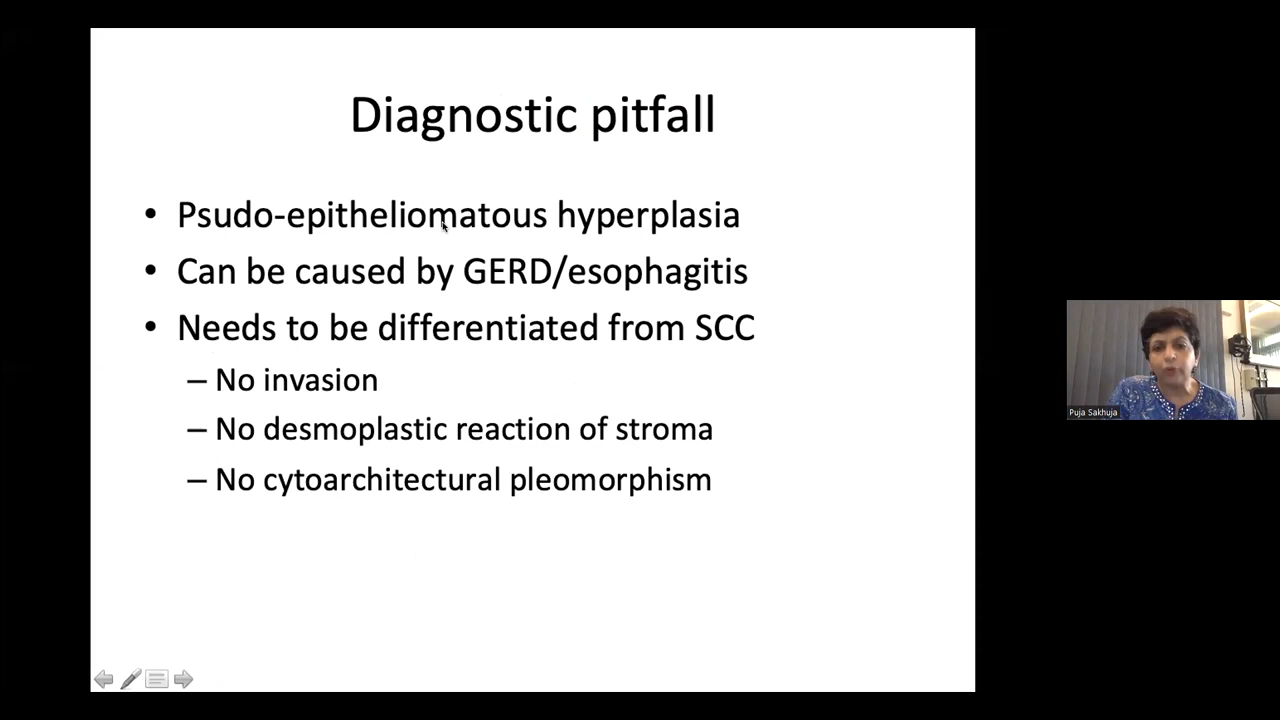 Diagnostic pitfall
• Psudo-epitheliomatous hyperplasia
• Can be caused by GERD/esophagitis
• Needs to be differentiated from SCC
– No invasion
– No desmoplastic reaction of stroma
– No cytoarchitectural pleomorphism
Puja Sakhuja